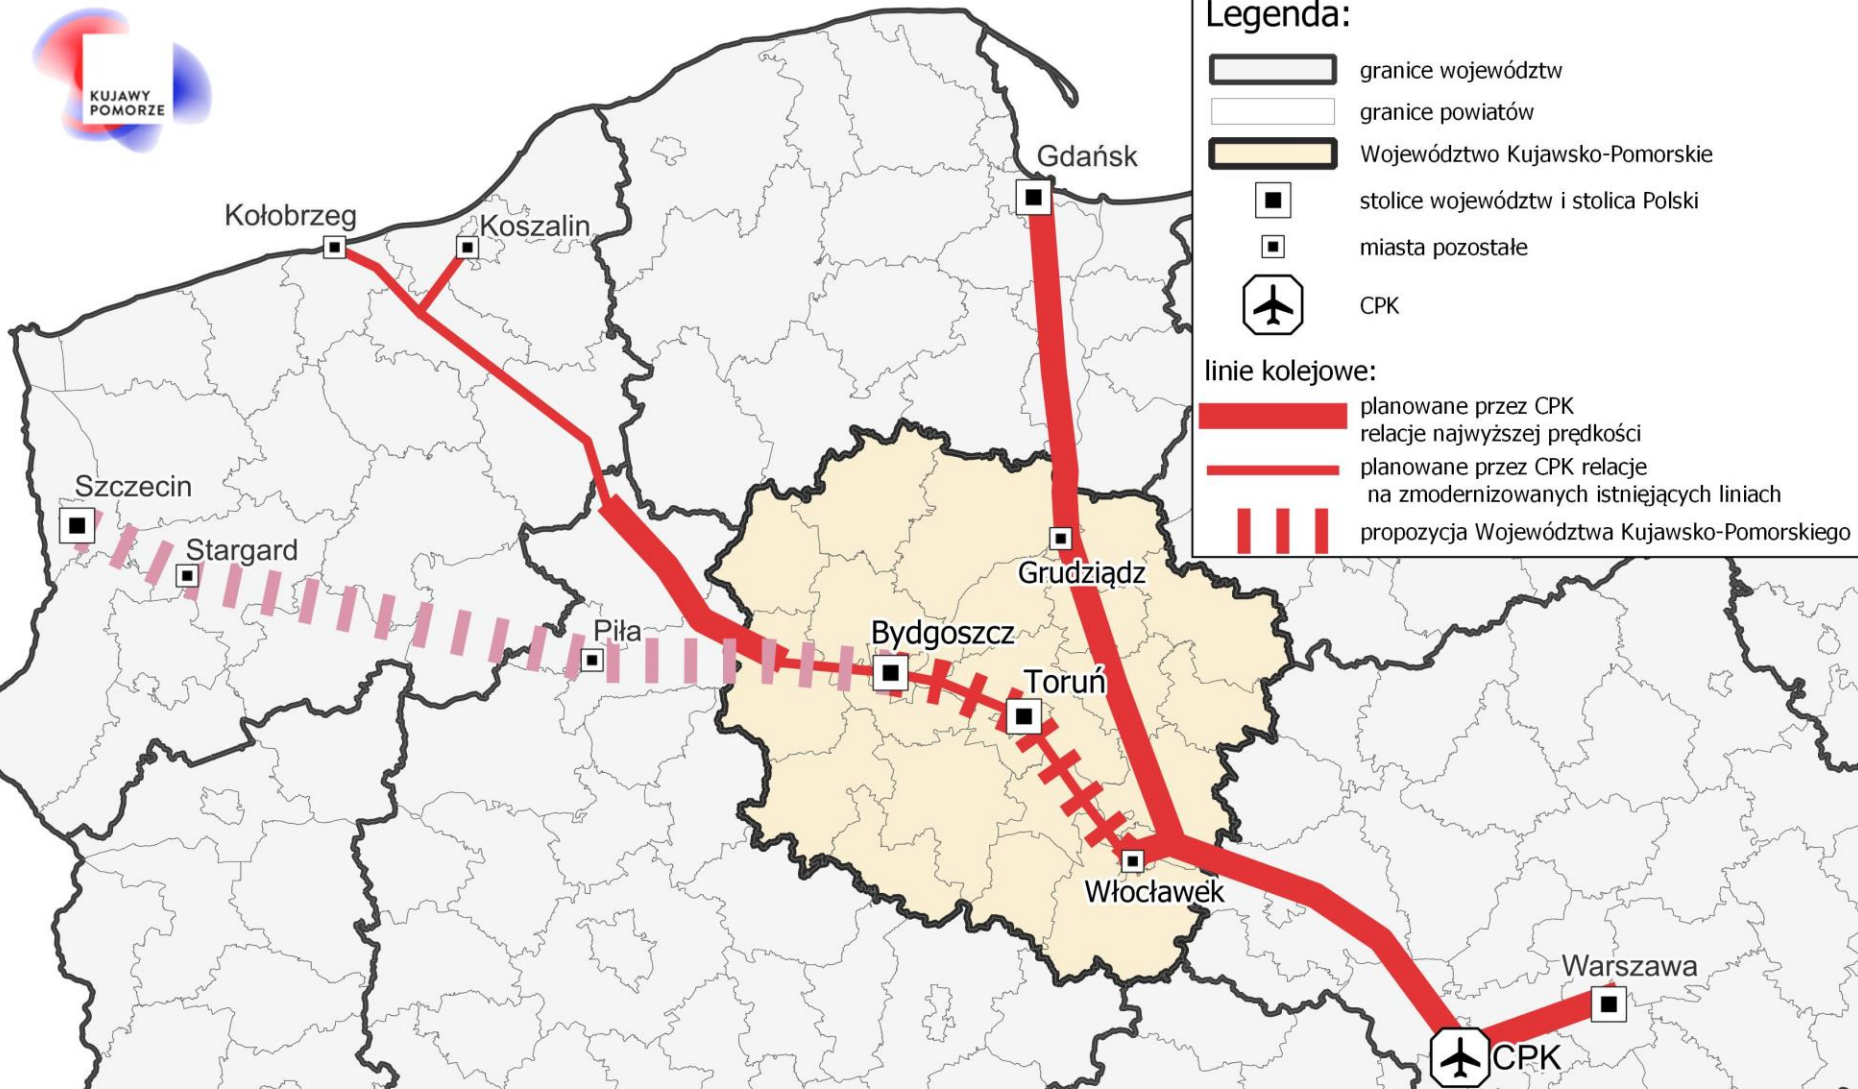 KUJAWY
POMORZE
Legenda:
granice województw
granice powiatów
Województwo Kujawsko-Pomorskie
stolice województw i stolica Polski
miasta pozostałe
CPK
linie kolejowe:
planowane przez CPK
relacje najwyższej prędkości
planowane przez CPK relacje
na zmodernizowanych istniejących liniach
propozycja Województwa Kujawsko-Pomorskiego
Gdańsk
Kołobrzeg
Koszalin
Szczecin
Stargard
Grudziądz
Piła
Bydgoszcz
Toruń
Włocławek
Warszawa
CPK